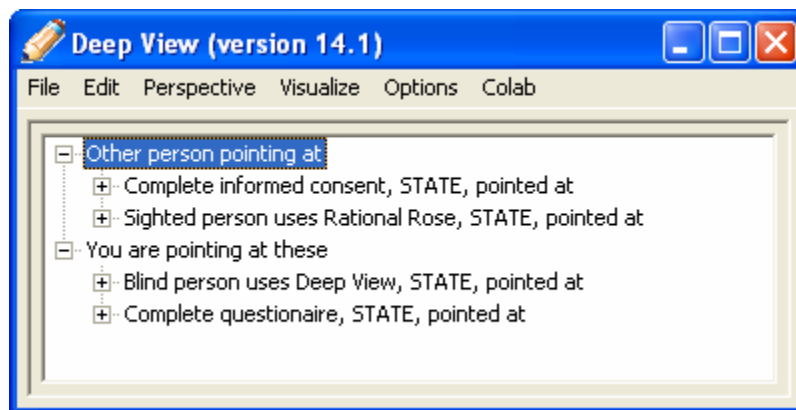 Deep View (version 14.1)
File Edit Perspective Visualize Options Colab
Other person pointing at
Complete informed consent, STATE, pointed at
Sighted person uses Rational Rose, STATE, pointed at
You are pointing at these
Blind person uses Deep View, STATE, pointed at
Complete questionaire, STATE, pointed at